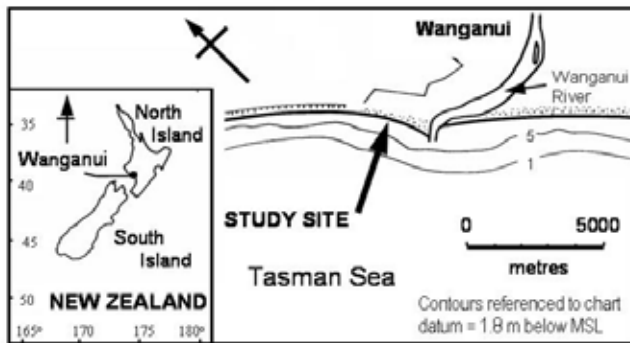 Wanganui
Wanganui
River
5
1
STUDY SITE
0 5000
metres
Tasman Sea
Contours referenced to chart
datum = 1.8 m below MSL
North
Island
Wanganui
South
Island
NEW ZEALAND
35
40
45
50
165° 170 175 180°